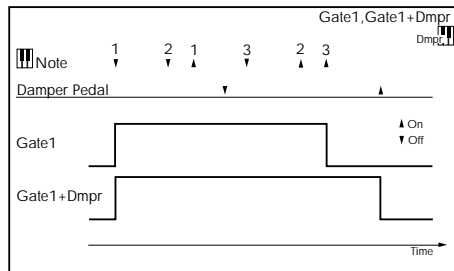 Gate1,Gate1+Dmpr
Dmpr
1 2 1 3 2 3
Note
Damper Pedal
On
Gate1
Off
Gate1+Dmpr
Time